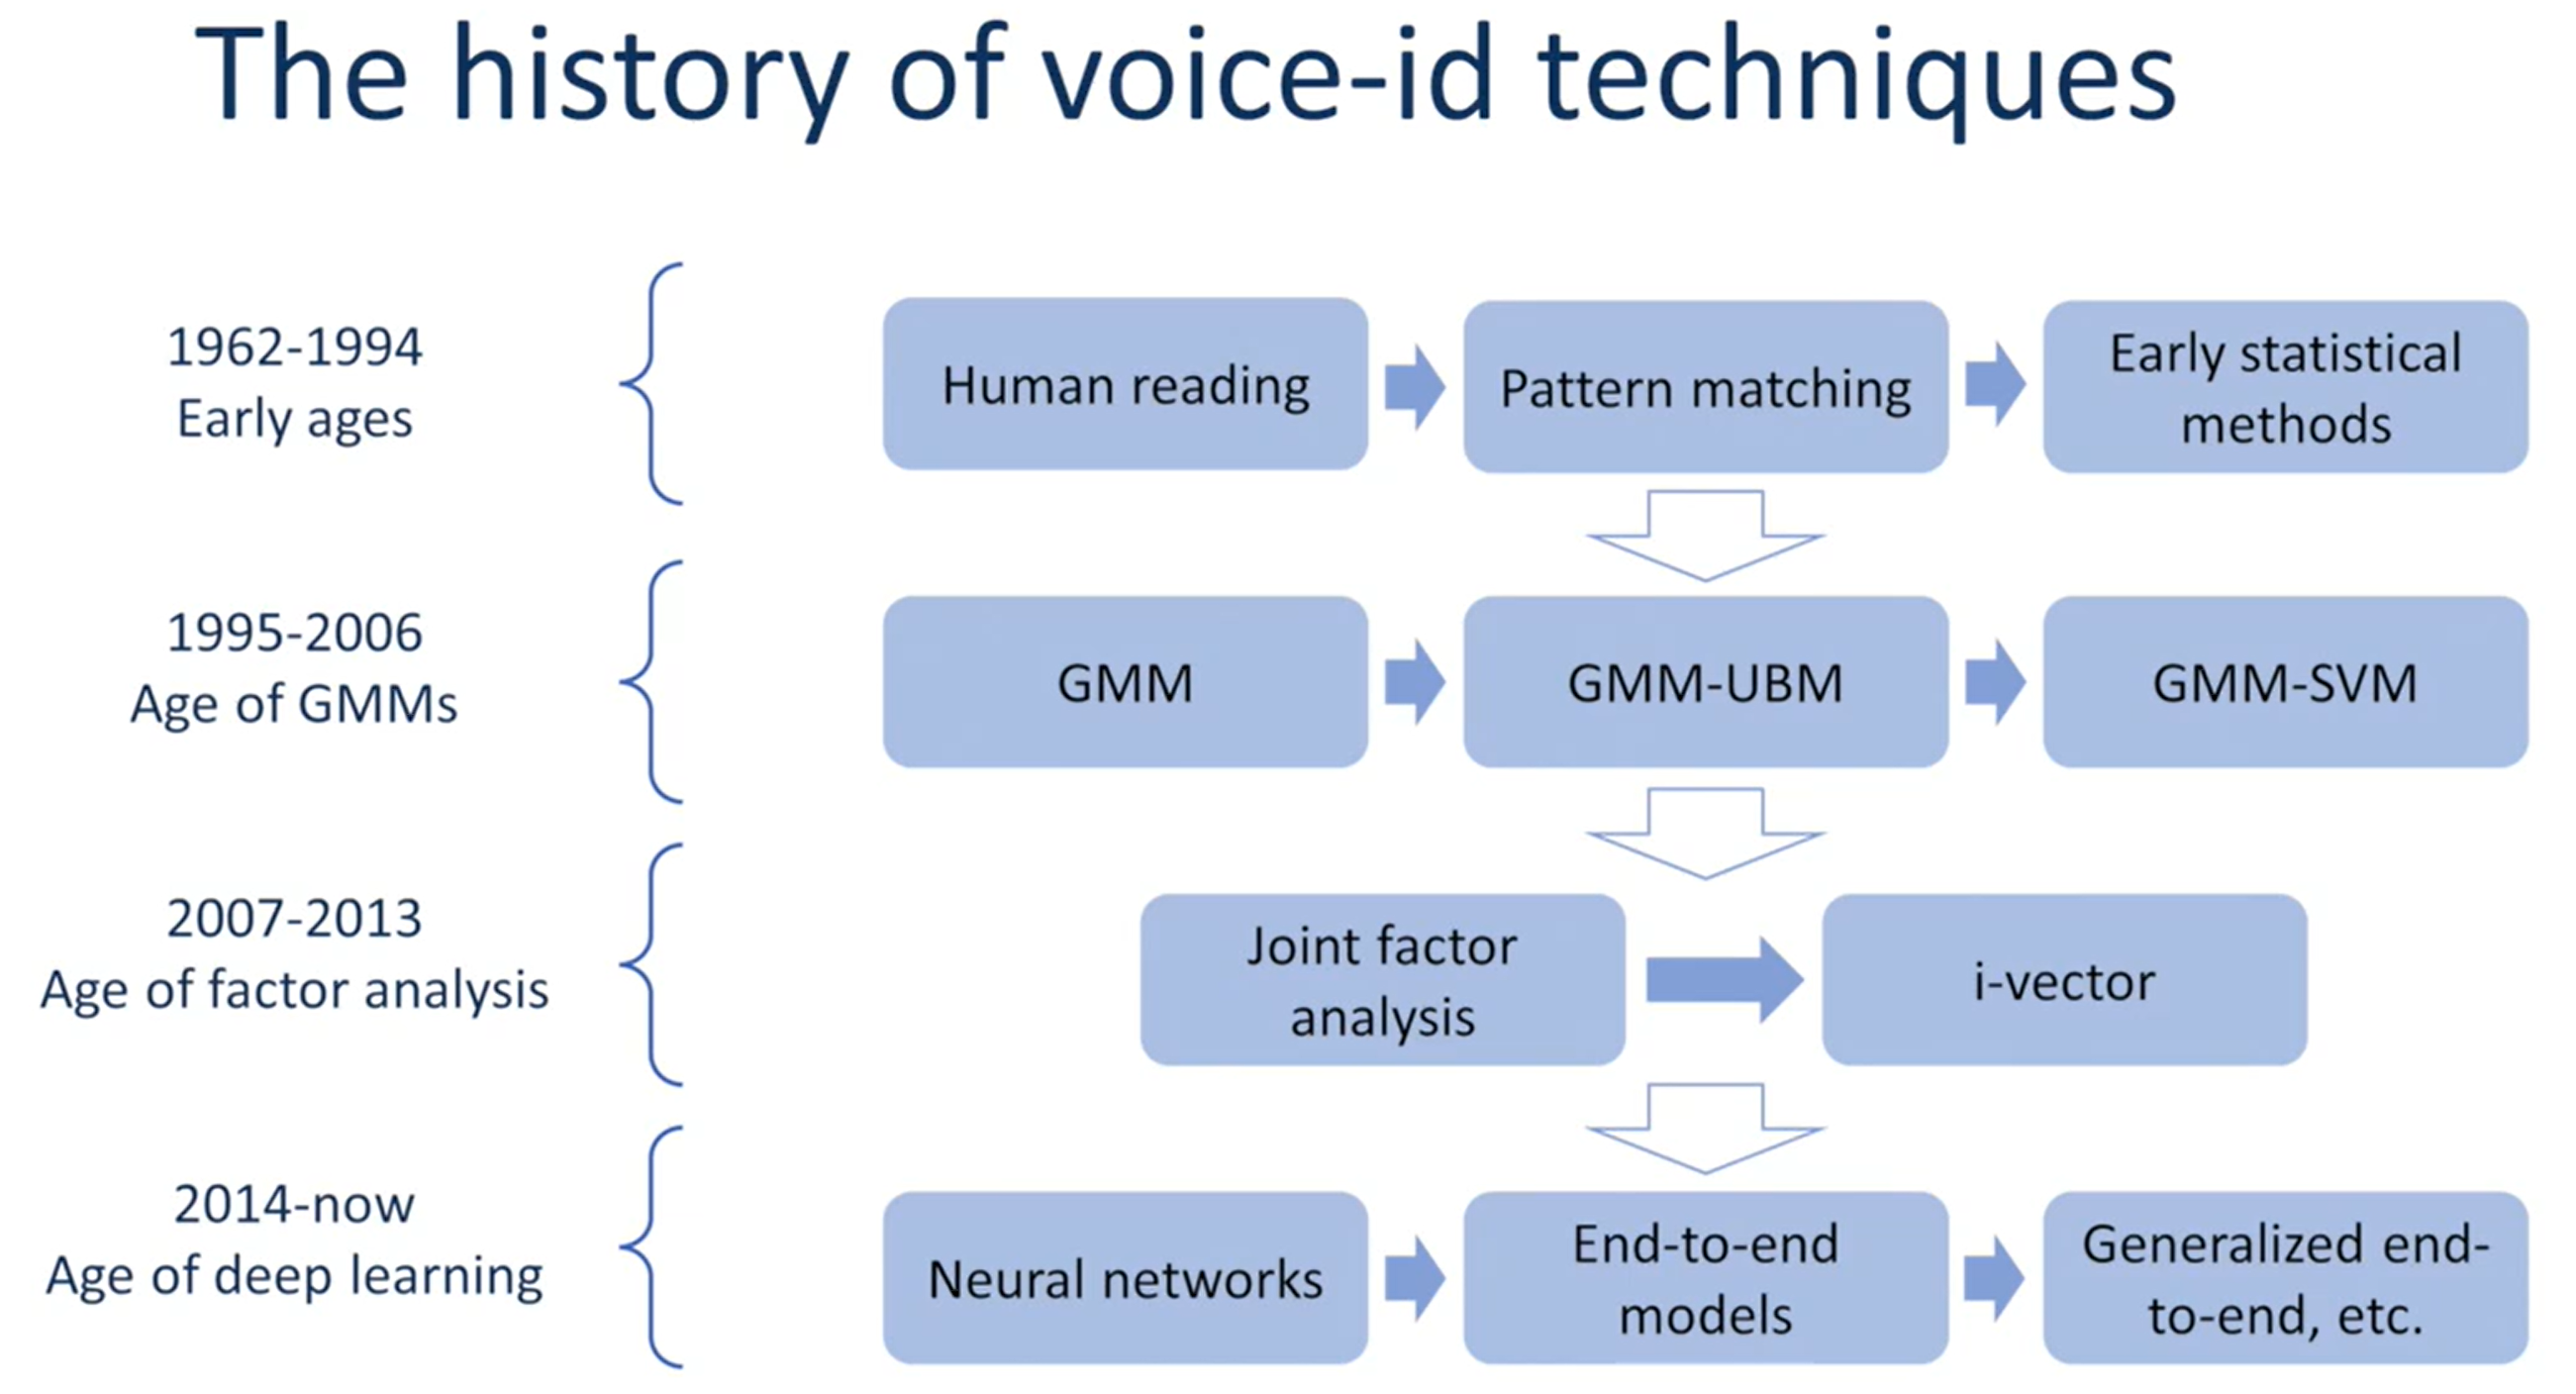 The history of voice-id techniques
1962-1994
Early ages
Human reading
Pattern matching
Early statistical
methods
1995-2006
Age of GMMs
GMM
GMM-UBM
GMM-SVM
2007-2013
Age of factor analysis
Joint factor
analysis
i-vector
2014-now
Age of deep learning
Neural networks
End-to-end
models
Generalized end-
to-end, etc.